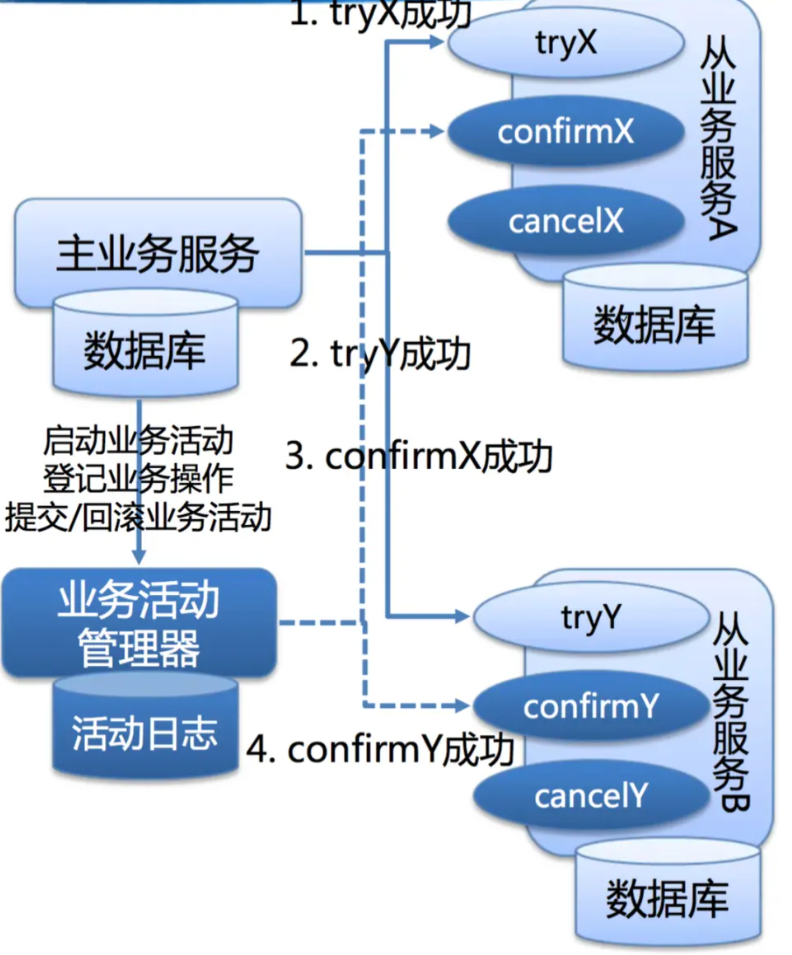 1. tryX成功
tryX
confirmX
cancelX
从业务服务A
数据库
主业务服务
数据库
2. tryY成功
启动业务活动
登记业务操作
提交/回滚业务活动
3. confirmX成功
业务活动
管理器
活动日志
tryY
confirmY
cancelY
从业务服务B
4. confirmY成功
数据库